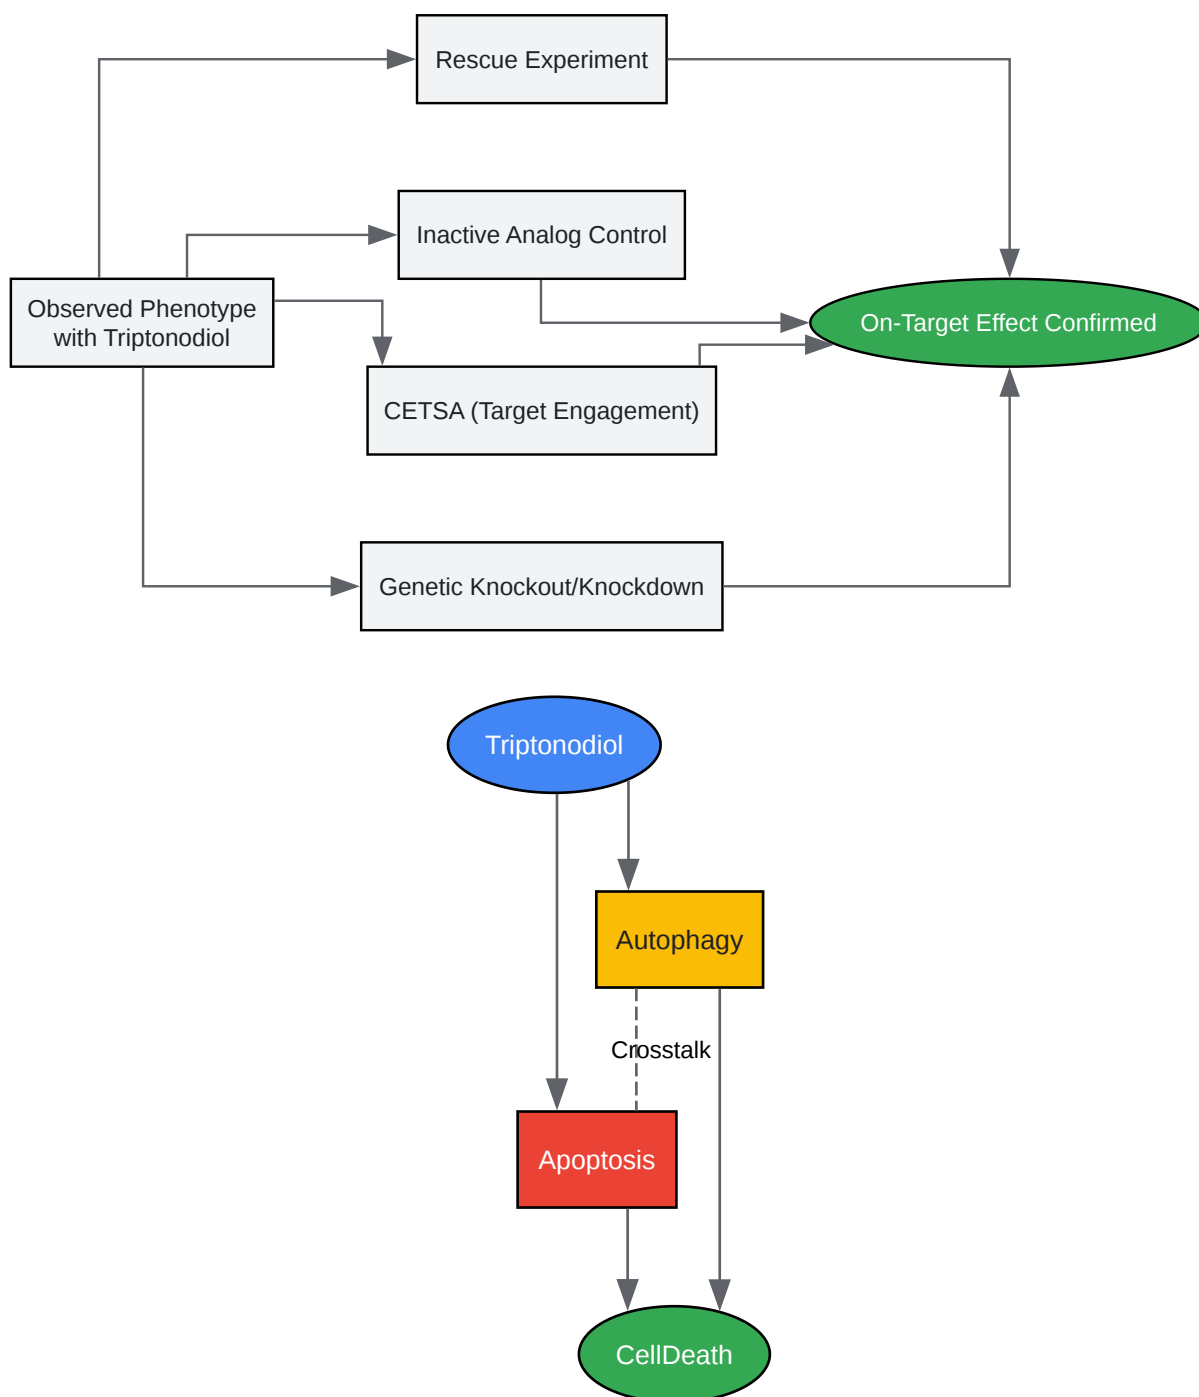 Rescue Experiment
Inactive Analog Control
Observed Phenotype
with Triptonodiol
On-Target Effect Confirmed
CETSA (Target Engagement)
Genetic Knockout/Knockdown
Triptonodiol
Autophagy
Crosstalk
Apoptosis
CellDeath